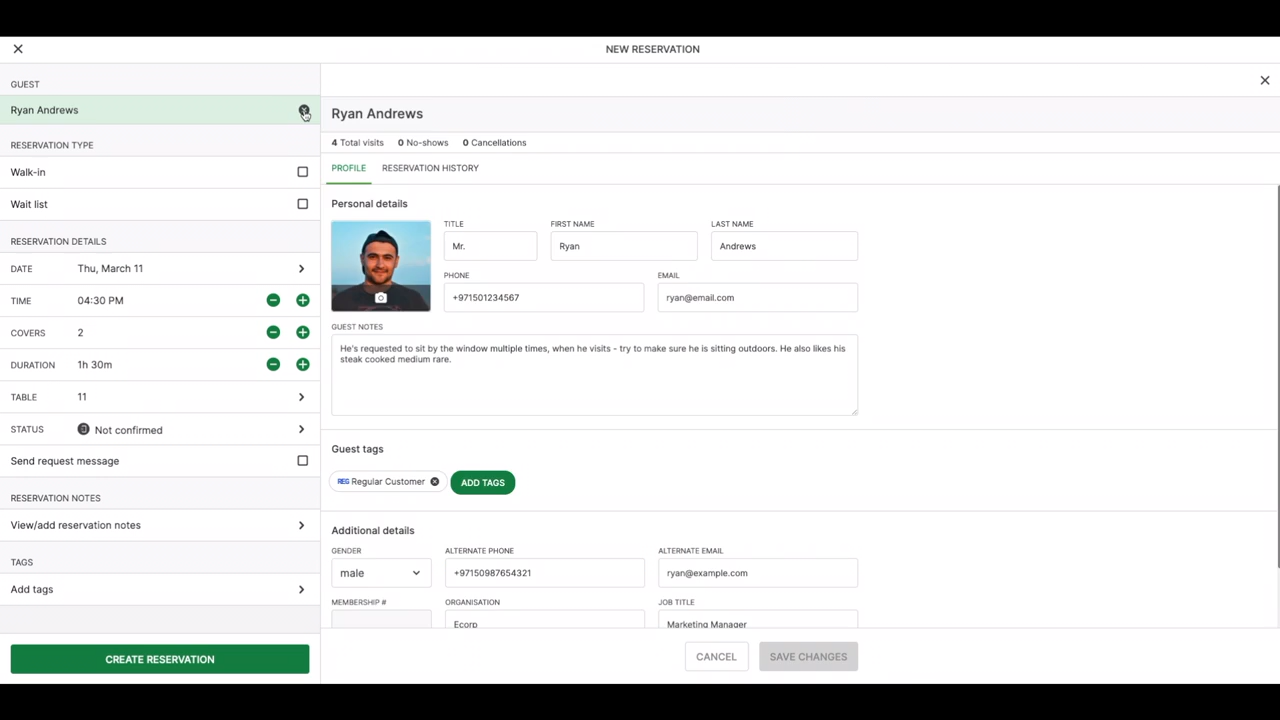 NEW RESERVATION
GUEST
Ryan Andrews
RESERVATION TYPE
Walk-in
Wait list
RESERVATION DETAILS
DATE Thu, March 11
TIME 04:30 PM
COVERS 2
DURATION 1h 30m
TABLE 11
STATUS Not confirmed
Send request message
RESERVATION NOTES
View/add reservation notes
TAGS
Add tags
CREATE RESERVATION
Ryan Andrews
4 Total visits 0 No-shows 0 Cancellations
PROFILE RESERVATION HISTORY
Personal details
TITLE FIRST NAME LAST NAME
Mr. Ryan Andrews
PHONE EMAIL
+971501234567 ryan@email.com
GUEST NOTES
He's requested to sit by the window multiple times, when he visits - try to make sure he is sitting outdoors. He also likes his
steak cooked medium rare.
Guest tags
REG Regular Customer ADD TAGS
Additional details
GENDER ALTERNATE PHONE ALTERNATE EMAIL
male +97150987654321 ryan@example.com
MEMBERSHIP # ORGANISATION JOB TITLE
Ecorp Marketing Manager
CANCEL SAVE CHANGES